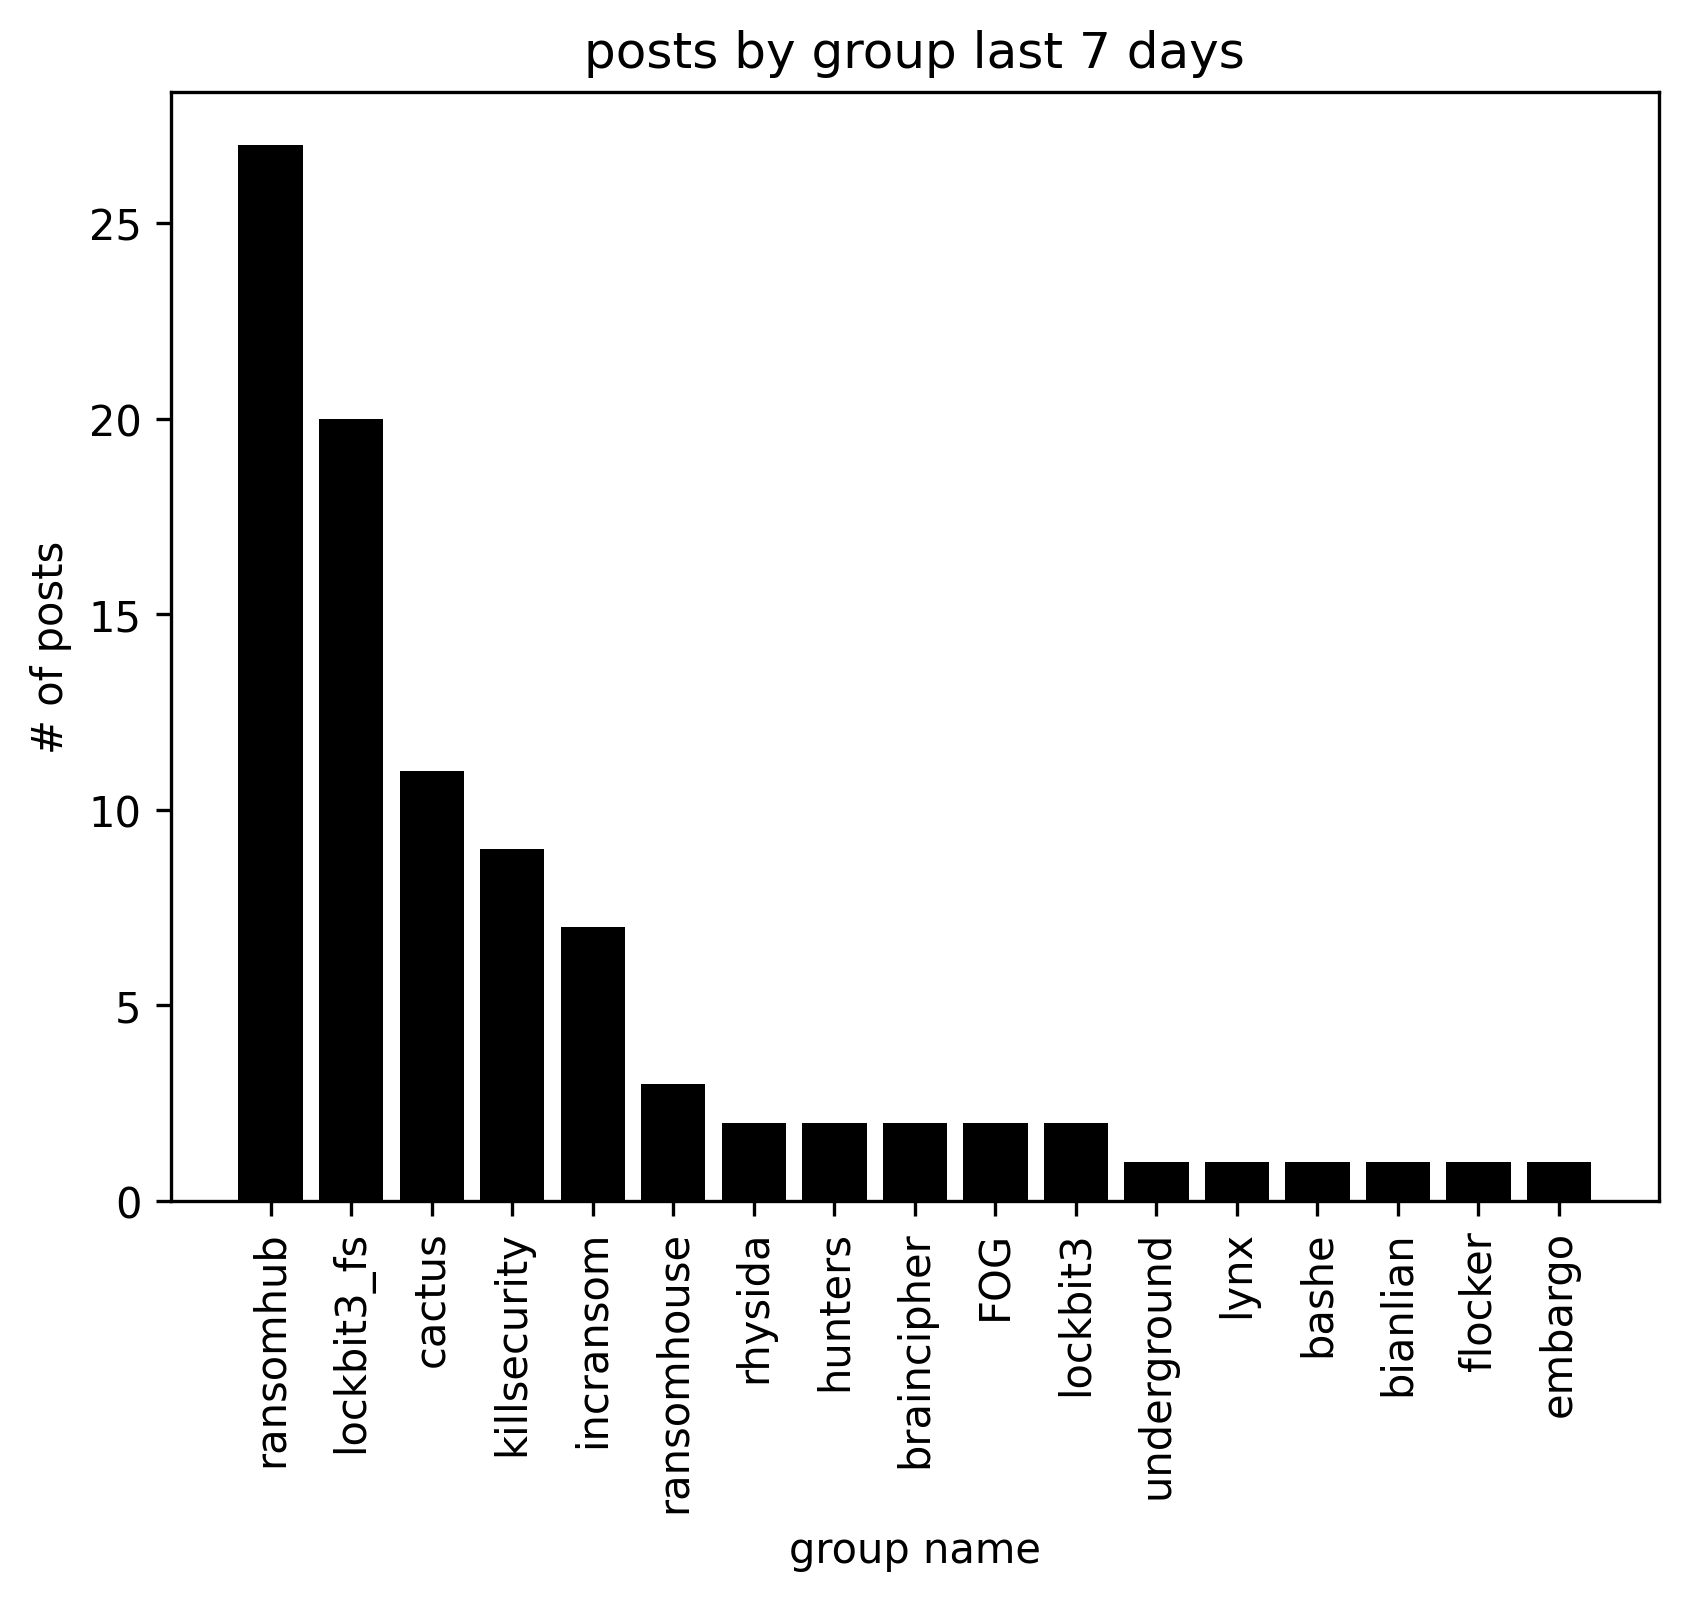 posts by group last 7 days
# of posts
25
20
15
10
5
0
ransomhub
lockbit3_fs
cactus
killsecurity
incransom
ransomhouse
rhysida
hunters
braincipher
FOG
lockbit3
underground
lynx
bashe
bianlian
flocker
embargo
group name